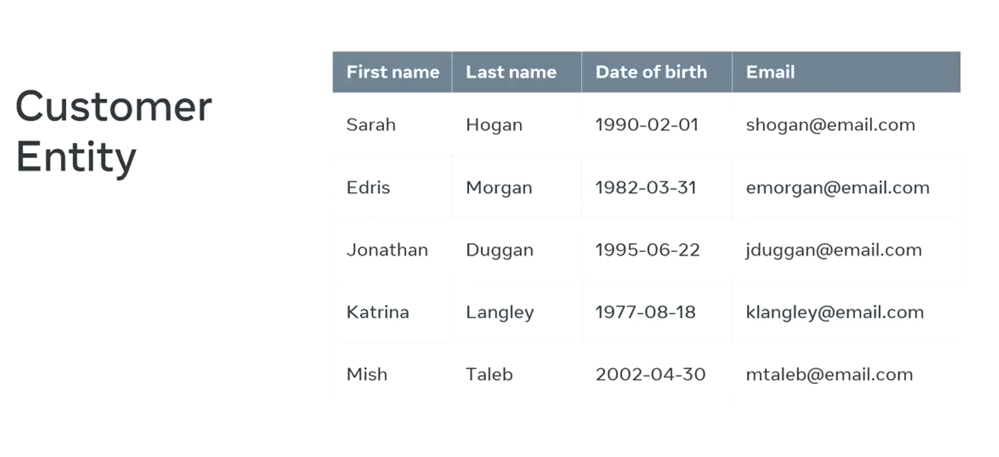 Customer
Entity
First name Last name Date of birth Email
Sarah Hogan 1990-02-01 shogan@email.com
Edris Morgan 1982-03-31 emorgan@email.com
Jonathan Duggan 1995-06-22 jduggan@email.com
Katrina Langley 1977-08-18 klangley@email.com
Mish Taleb 2002-04-30 mtaleb@email.com